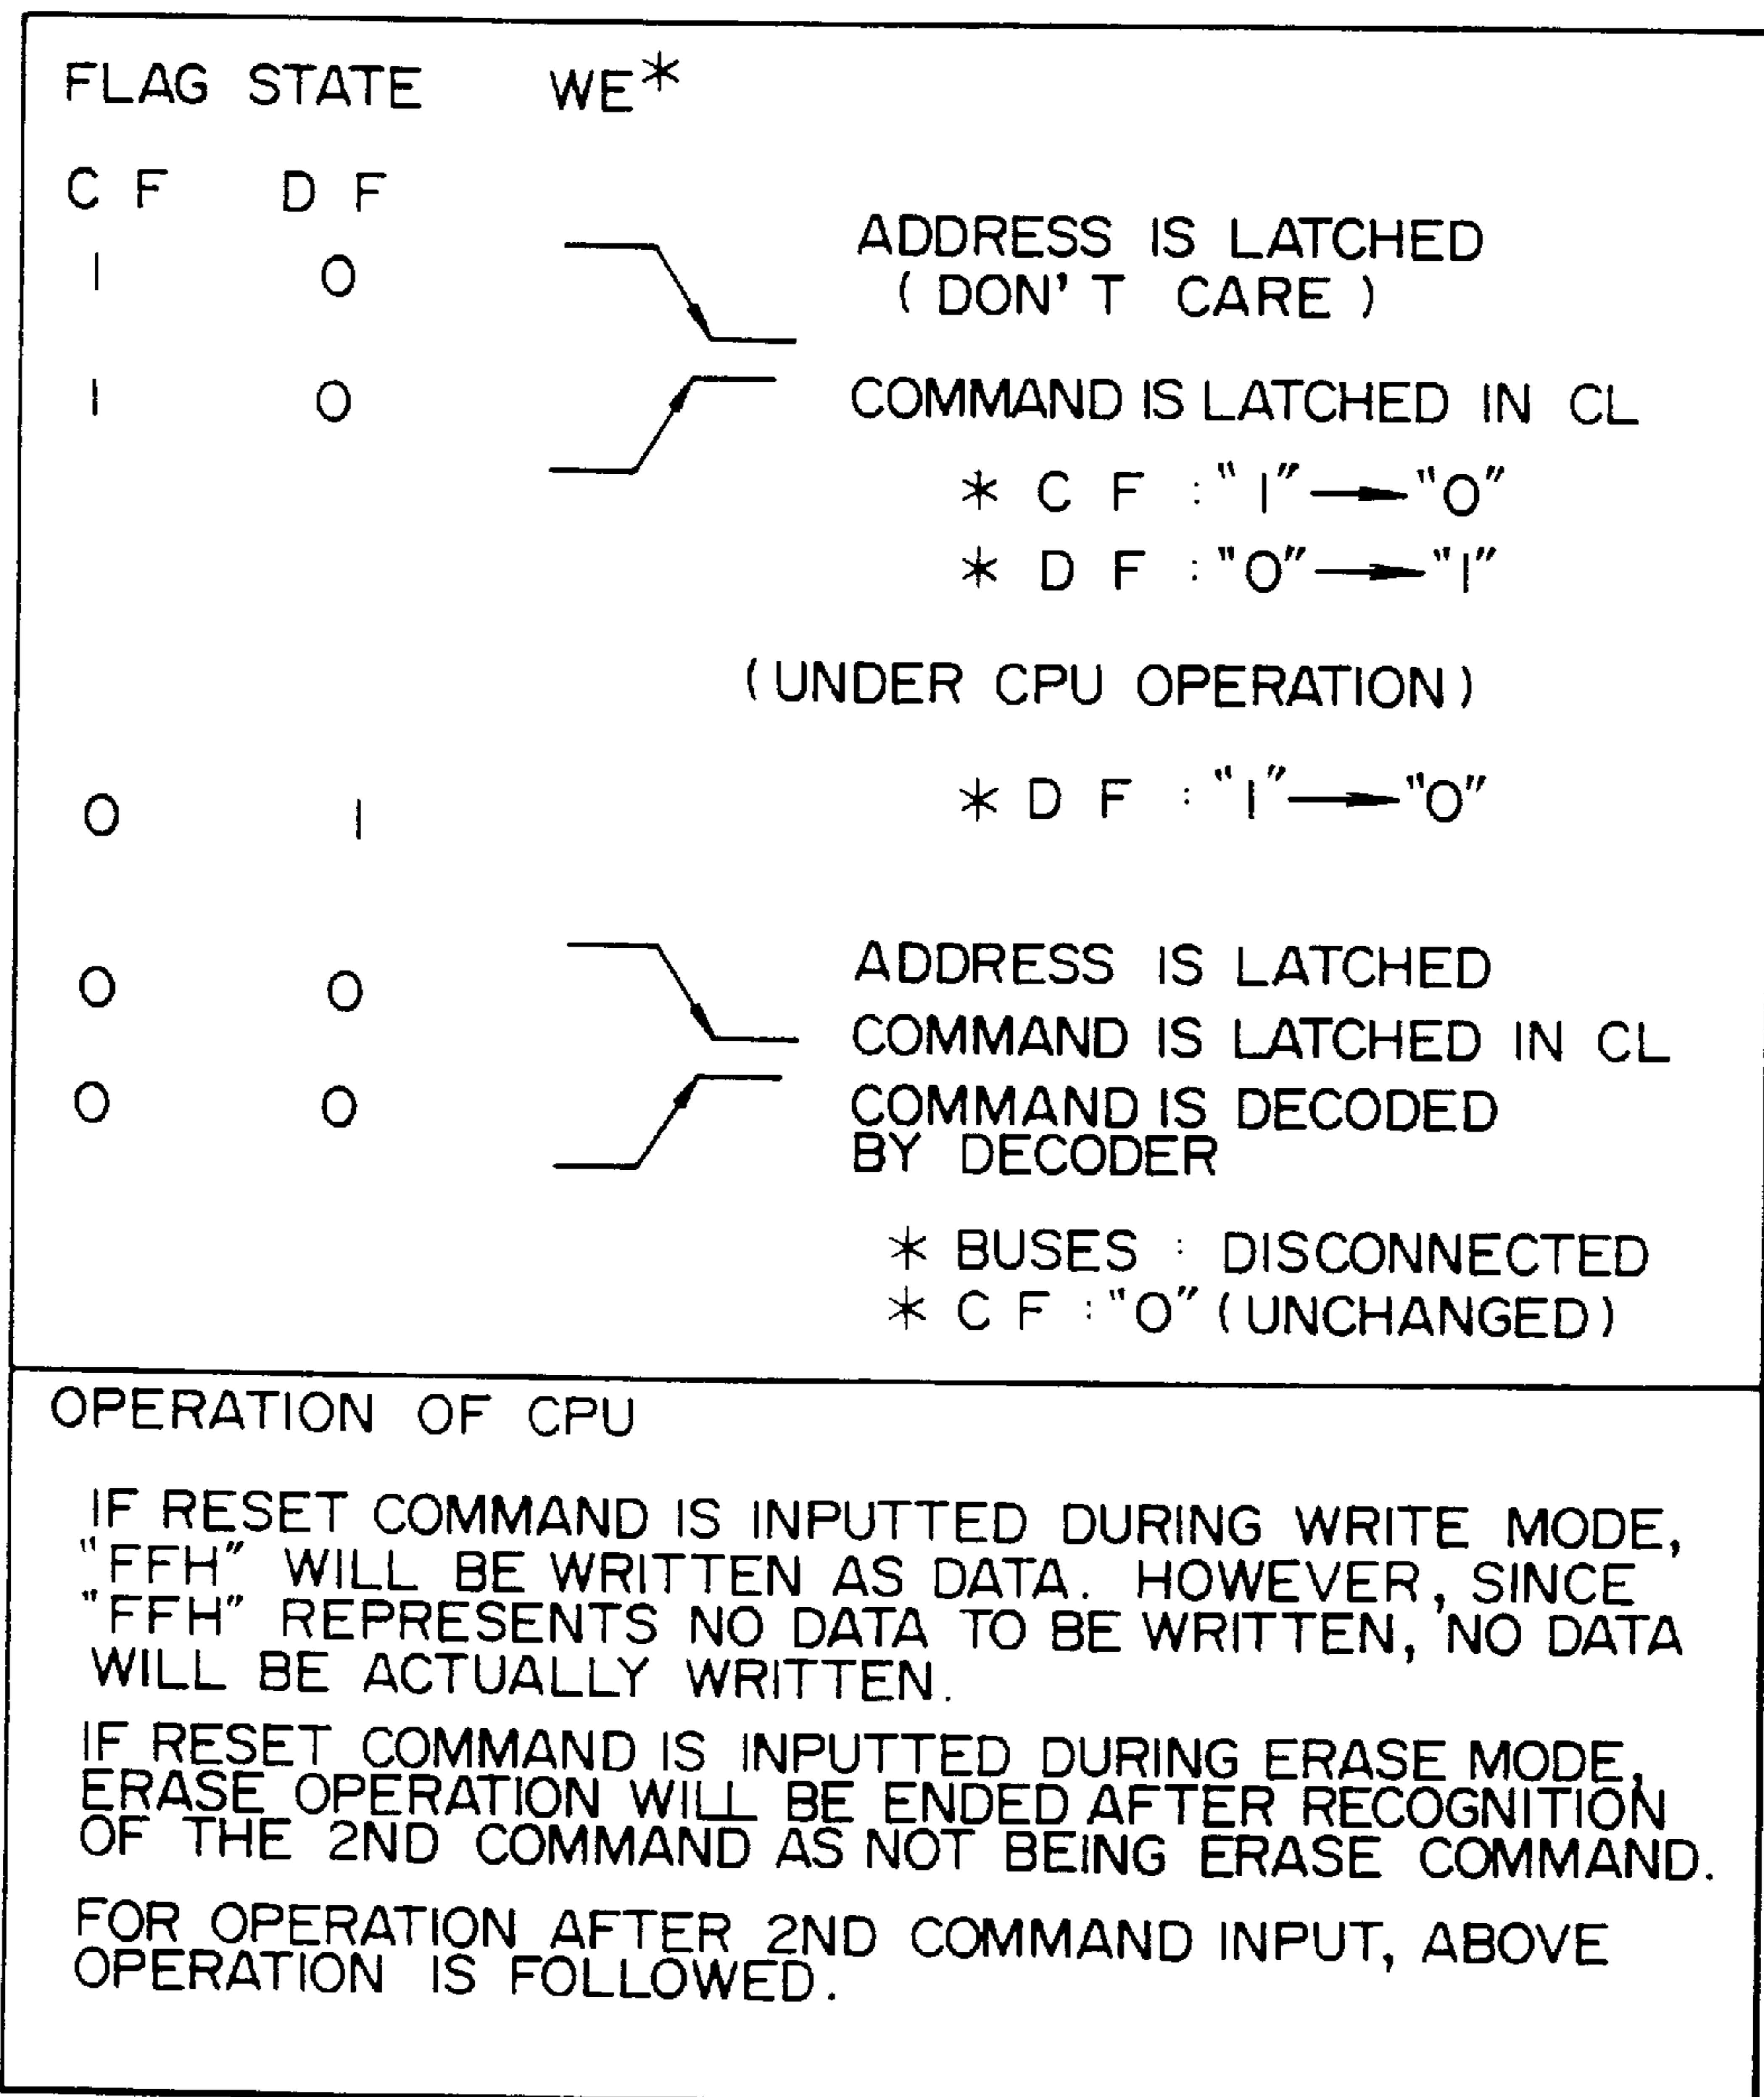 FLAG STATE WE*
C F D F
1 0 ADDRESS IS LATCHED
(DON'T CARE)
1 0 COMMAND IS LATCHED IN CL
* C F : "1" → "0"
* D F : "0" → "1"
(UNDER CPU OPERATION)
0 1 * D F : "1" → "0"
0 0 ADDRESS IS LATCHED
COMMAND IS LATCHED IN CL
0 0 COMMAND IS DECODED
BY DECODER
* BUSES : DISCONNECTED
* C F : "0" (UNCHANGED)
OPERATION OF CPU
IF RESET COMMAND IS INPUTTED DURING WRITE MODE,
"FFH" WILL BE WRITTEN AS DATA. HOWEVER, SINCE
"FFH" REPRESENTS NO DATA TO BE WRITTEN, NO DATA
WILL BE ACTUALLY WRITTEN.
IF RESET COMMAND IS INPUTTED DURING ERASE MODE,
ERASE OPERATION WILL BE ENDED AFTER RECOGNITION
OF THE 2ND COMMAND AS NOT BEING ERASE COMMAND.
FOR OPERATION AFTER 2ND COMMAND INPUT, ABOVE
OPERATION IS FOLLOWED.